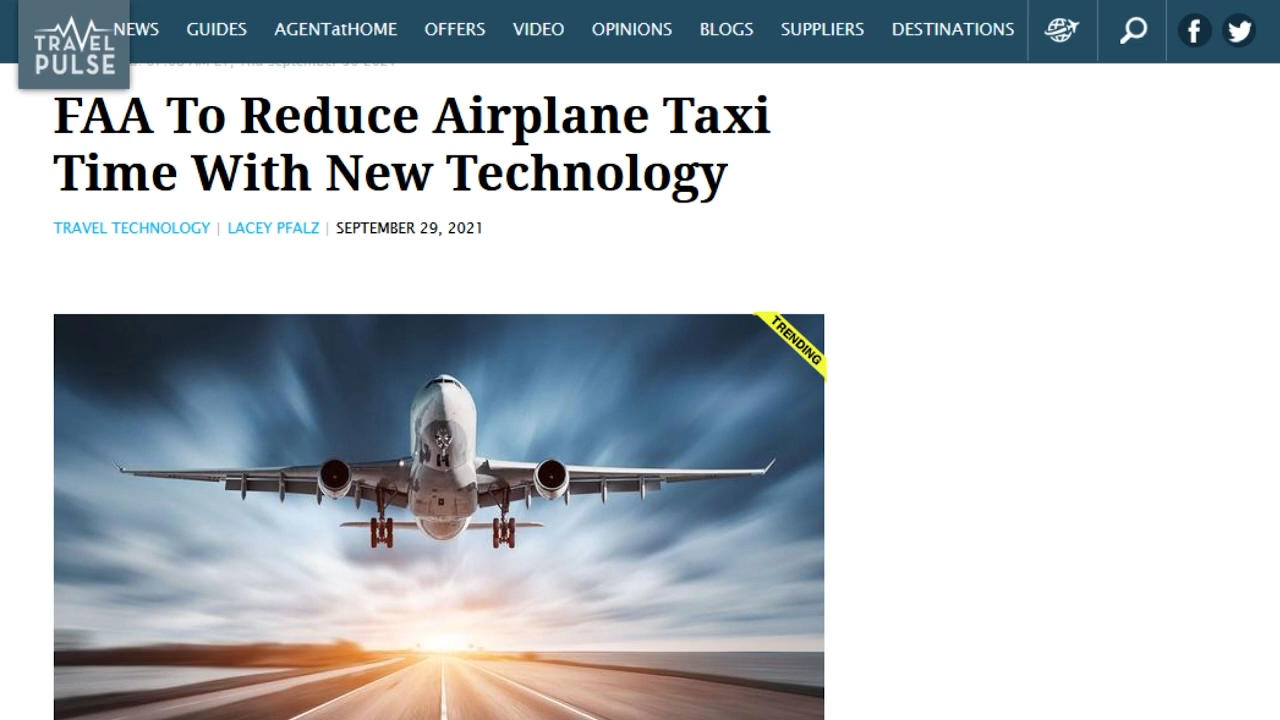 TRAVEL
PULSE
NEWS
GUIDES
AGENTatHOME
OFFERS
VIDEO
OPINIONS
BLOGS
SUPPLIERS
DESTINATIONS
FAA To Reduce Airplane Taxi
Time With New Technology
TRAVEL TECHNOLOGY | LACEY PFALZ | SEPTEMBER 29, 2021
TRENDING